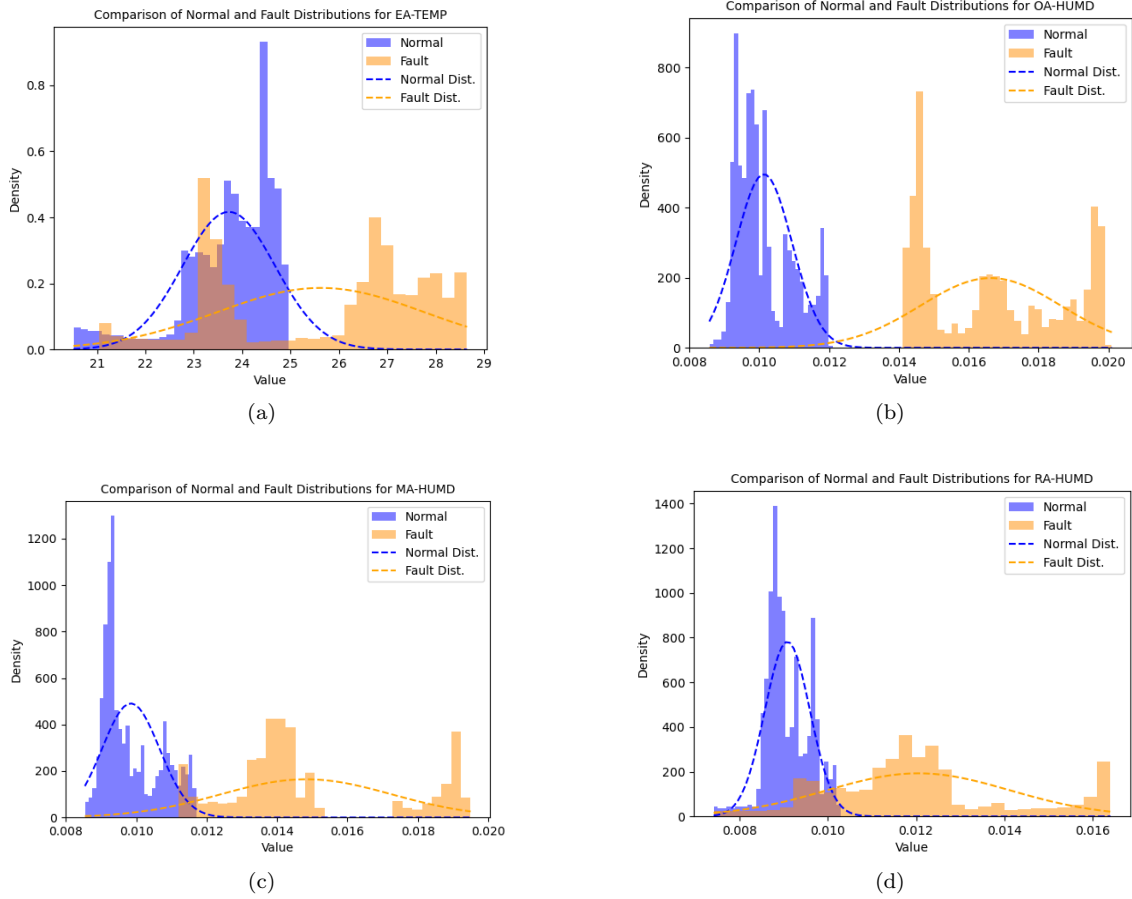 Comparison of Normal and Fault Distributions for EA-TEMP
Normal
Fault
Normal Dist.
Fault Dist.
0.8
0.6
0.4
0.2
0.0
Density
21 22 23 24 25 26 27 28 29
Value
(a)
Comparison of Normal and Fault Distributions for OA-HUMD
Normal
Fault
Normal Dist.
Fault Dist.
800
600
400
200
0
Density
0.008 0.010 0.012 0.014 0.016 0.018 0.020
Value
(b)
Comparison of Normal and Fault Distributions for MA-HUMD
Normal
Fault
Normal Dist.
Fault Dist.
1200
1000
800
600
400
200
0
Density
0.008 0.010 0.012 0.014 0.016 0.018 0.020
Value
(c)
Comparison of Normal and Fault Distributions for RA-HUMD
Normal
Fault
Normal Dist.
Fault Dist.
1400
1200
1000
800
600
400
200
0
Density
0.008 0.010 0.012 0.014 0.016
Value
(d)